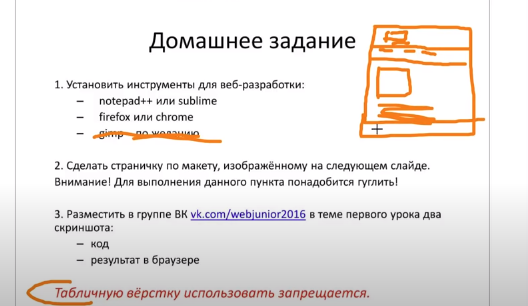 Домашнее задание
1. Установить инструменты для веб-разработки:
– notepad++ или sublime
– firefox или chrome
– gimp – по желанию
2. Сделать страничку по макету, изображённому на следующем слайде.
Внимание! Для выполнения данного пункта понадобится гуглить!
3. Разместить в группе ВК vk.com/webjunior2016 в теме первого урока два
скриншота:
– код
– результат в браузере
Табличную вёрстку использовать запрещается.